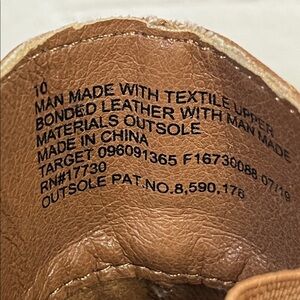 10
MAN MADE WITH TEXTILE UPPER
BONDED LEATHER WITH MAN MADE
MATERIALS OUTSOLE
MADE IN CHINA
TARGET 096091365 F16730088 07/19
RN#17730
OUTSOLE PAT.NO.8,590,176